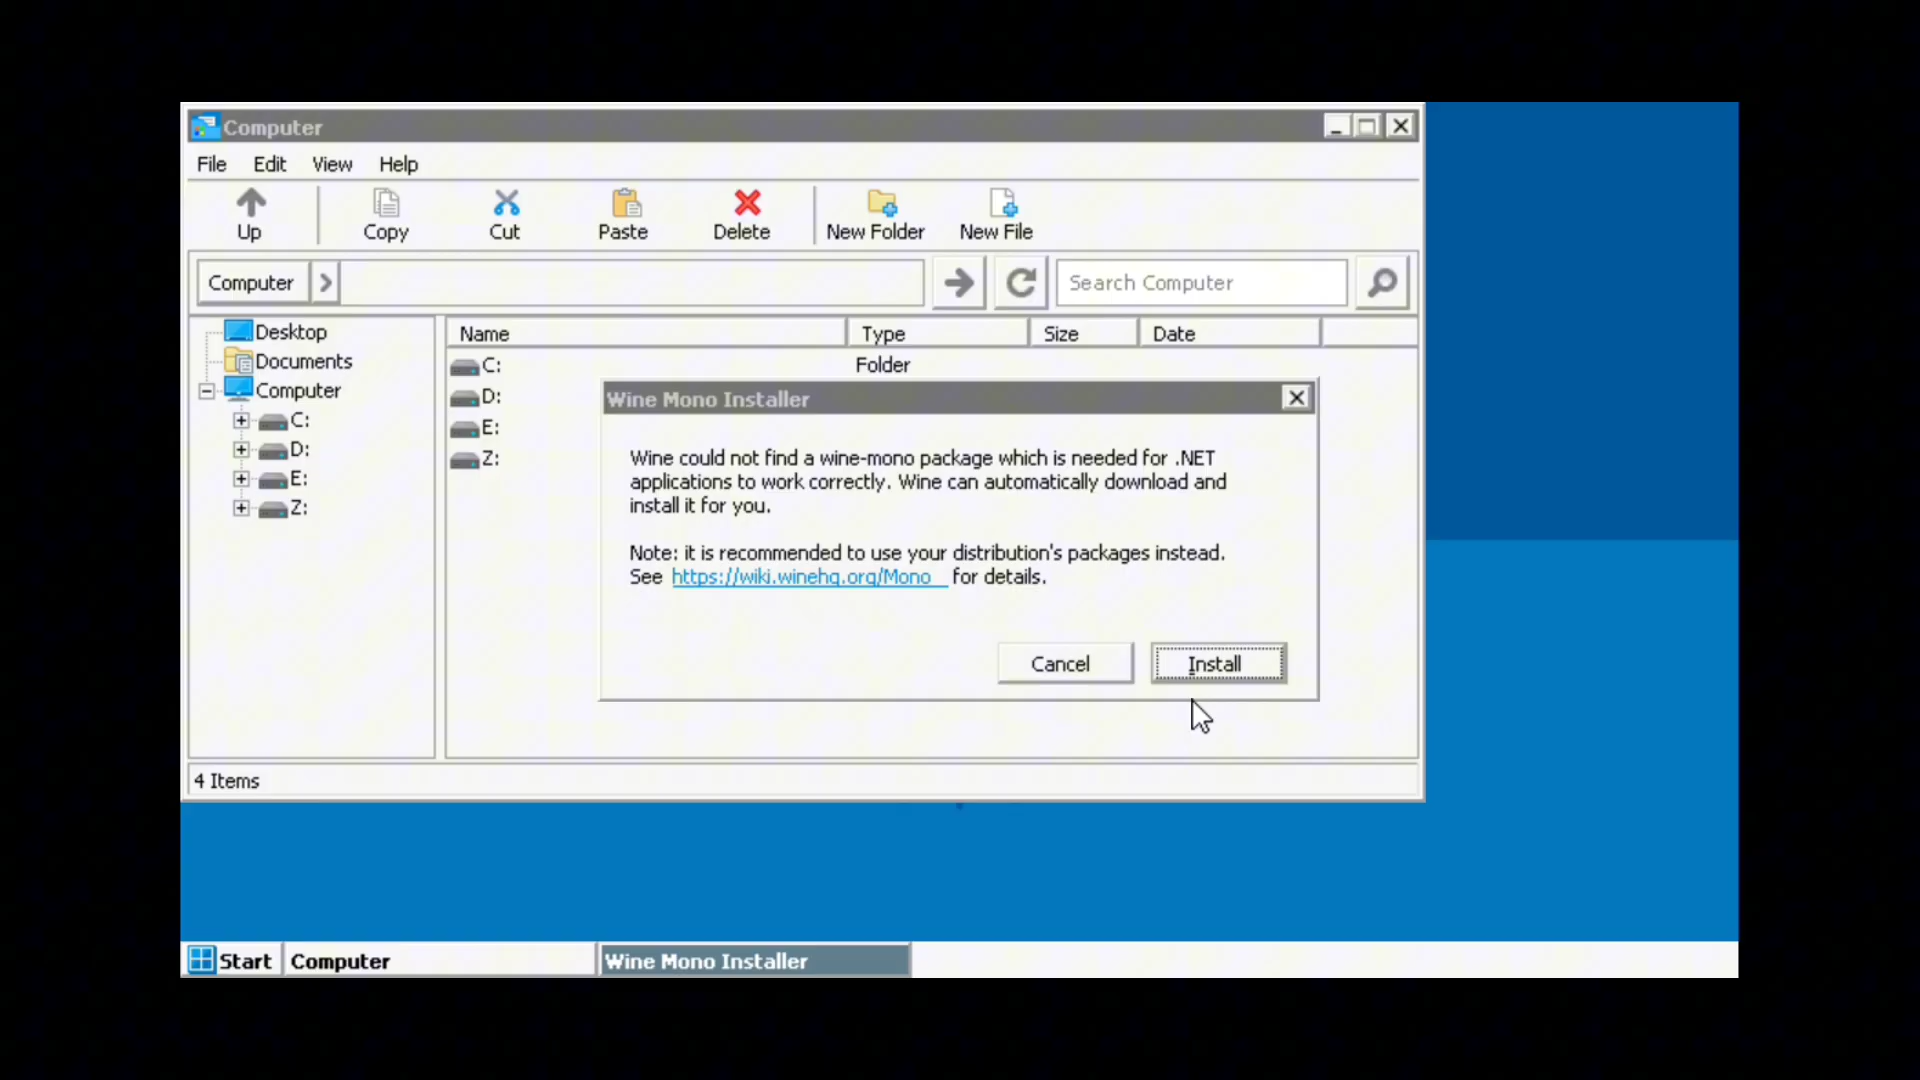 Computer
File Edit View Help
Up Copy Cut Paste Delete New Folder New File
Computer Search Computer
Desktop
Documents
Computer
C:
D:
E:
Z:
Name Type Size Date
C: Folder
D:
E:
Z:
Wine Mono Installer
Wine could not find a wine-mono package which is needed for .NET
applications to work correctly. Wine can automatically download and
install it for you.
Note: it is recommended to use your distribution's packages instead.
See https://wiki.winehq.org/Mono for details.
Cancel Install
4 Items
Start Computer Wine Mono Installer